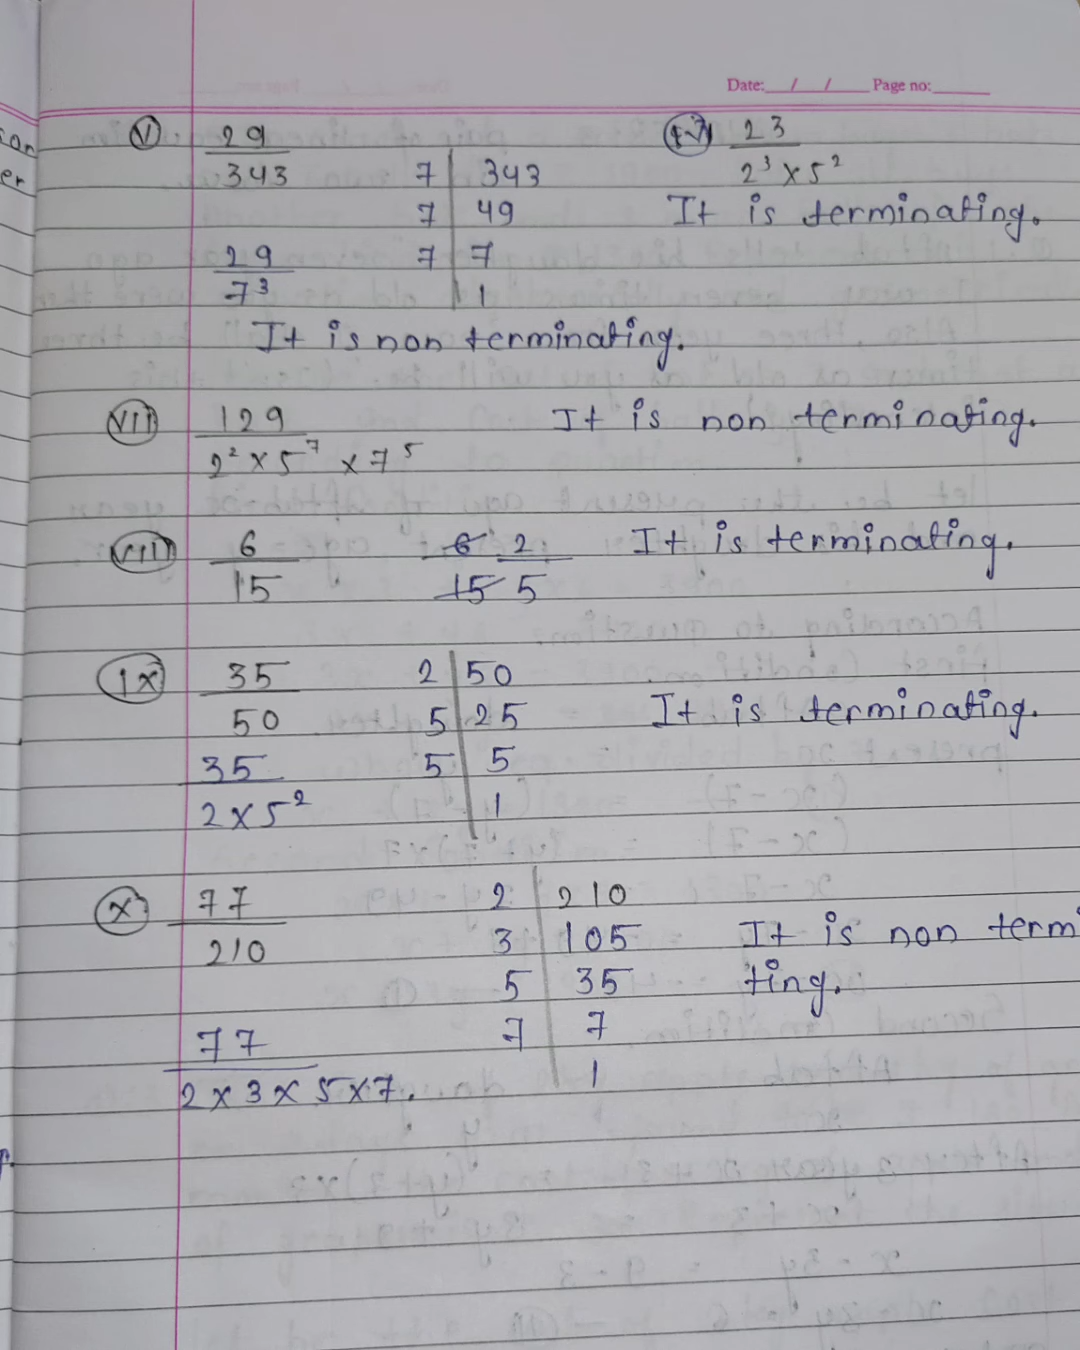 Date: / / Page no:
(V) 29/343
7 | 343
7 | 49
7 | 7
1
29/7³
It is non terminating.
23/2³×5²
It is terminating.
(VII) 129/2²×5⁷×7⁵ It is non terminating.
(VIII) 6/15 6 2/15 5 It is terminating.
(IX) 35/50
2 | 50
5 | 25
5 | 5
1
35/2×5²
It is terminating.
(X) 77/210
2 | 210
3 | 105
5 | 35
7 | 7
1
It is non termi
ting.
77/2×3×5×7.